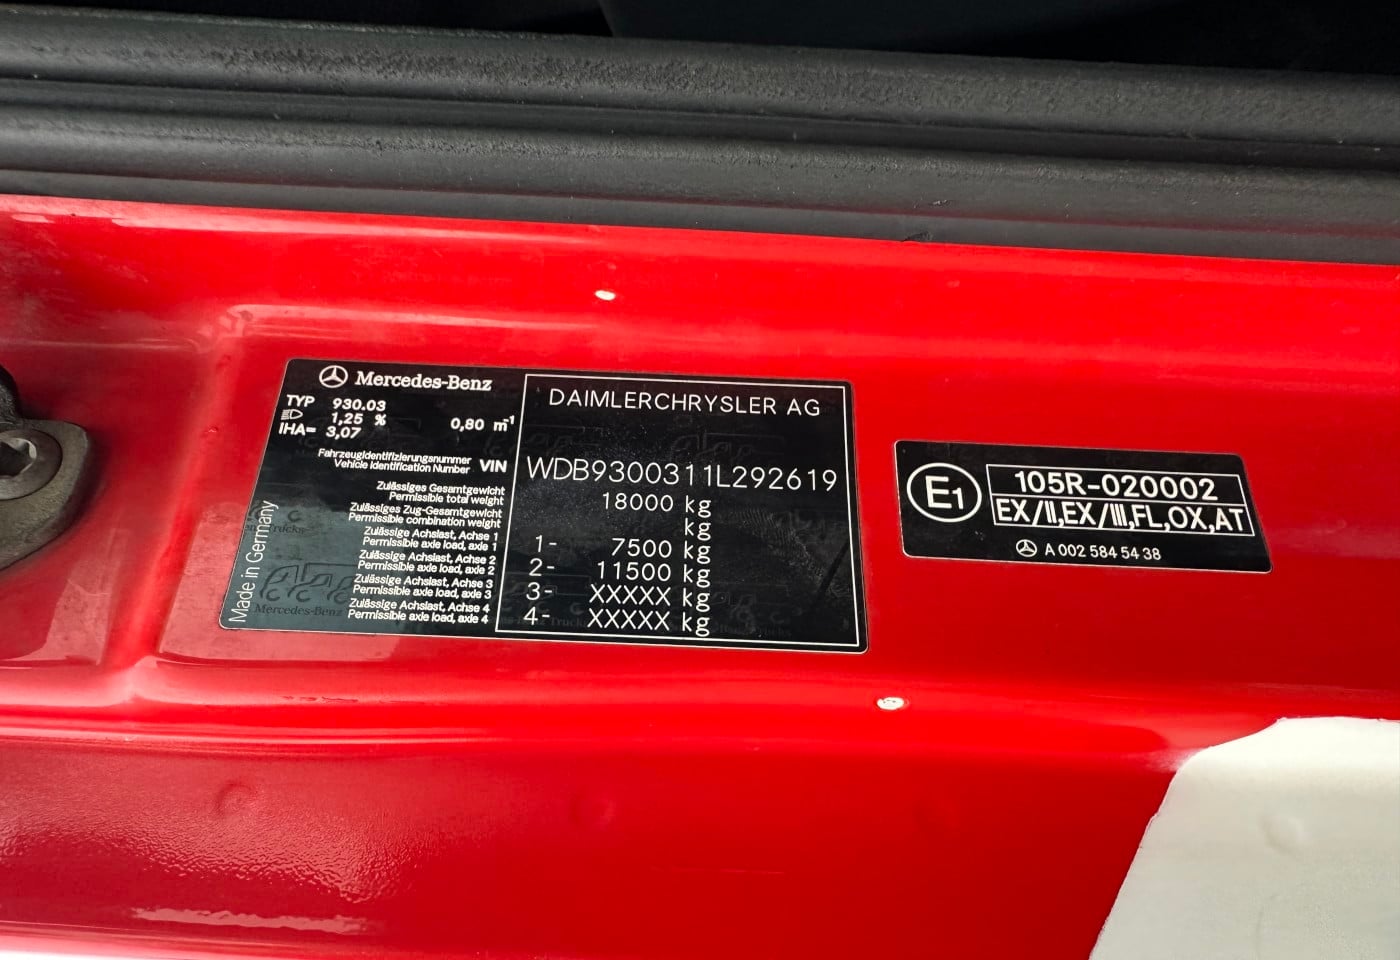 Mercedes-Benz
DAIMLERCHRYSLER AG
TYP 930.03
1,25 % 0,80 m⁻¹
IHA= 3,07
Fahrzeugidentifizierungsnummer
Vehicle Identification Number VIN WDB9300311L292619
Zulässiges Gesamtgewicht
Permissible total weight 18000 kg
Zulässiges Zug-Gesamtgewicht
Permissible combination weight kg
Zulässige Achslast, Achse 1
Permissible axle load, axle 1 1- 7500 kg
Zulässige Achslast, Achse 2
Permissible axle load, axle 2 2- 11500 kg
Zulässige Achslast, Achse 3
Permissible axle load, axle 3 3- XXXXX kg
Zulässige Achslast, Achse 4
Permissible axle load, axle 4 4- XXXXX kg
Made in Germany
Mercedes-Benz
E1
105R-020002
EX/II,EX/III,FL,OX,AT
A 002 584 54 38